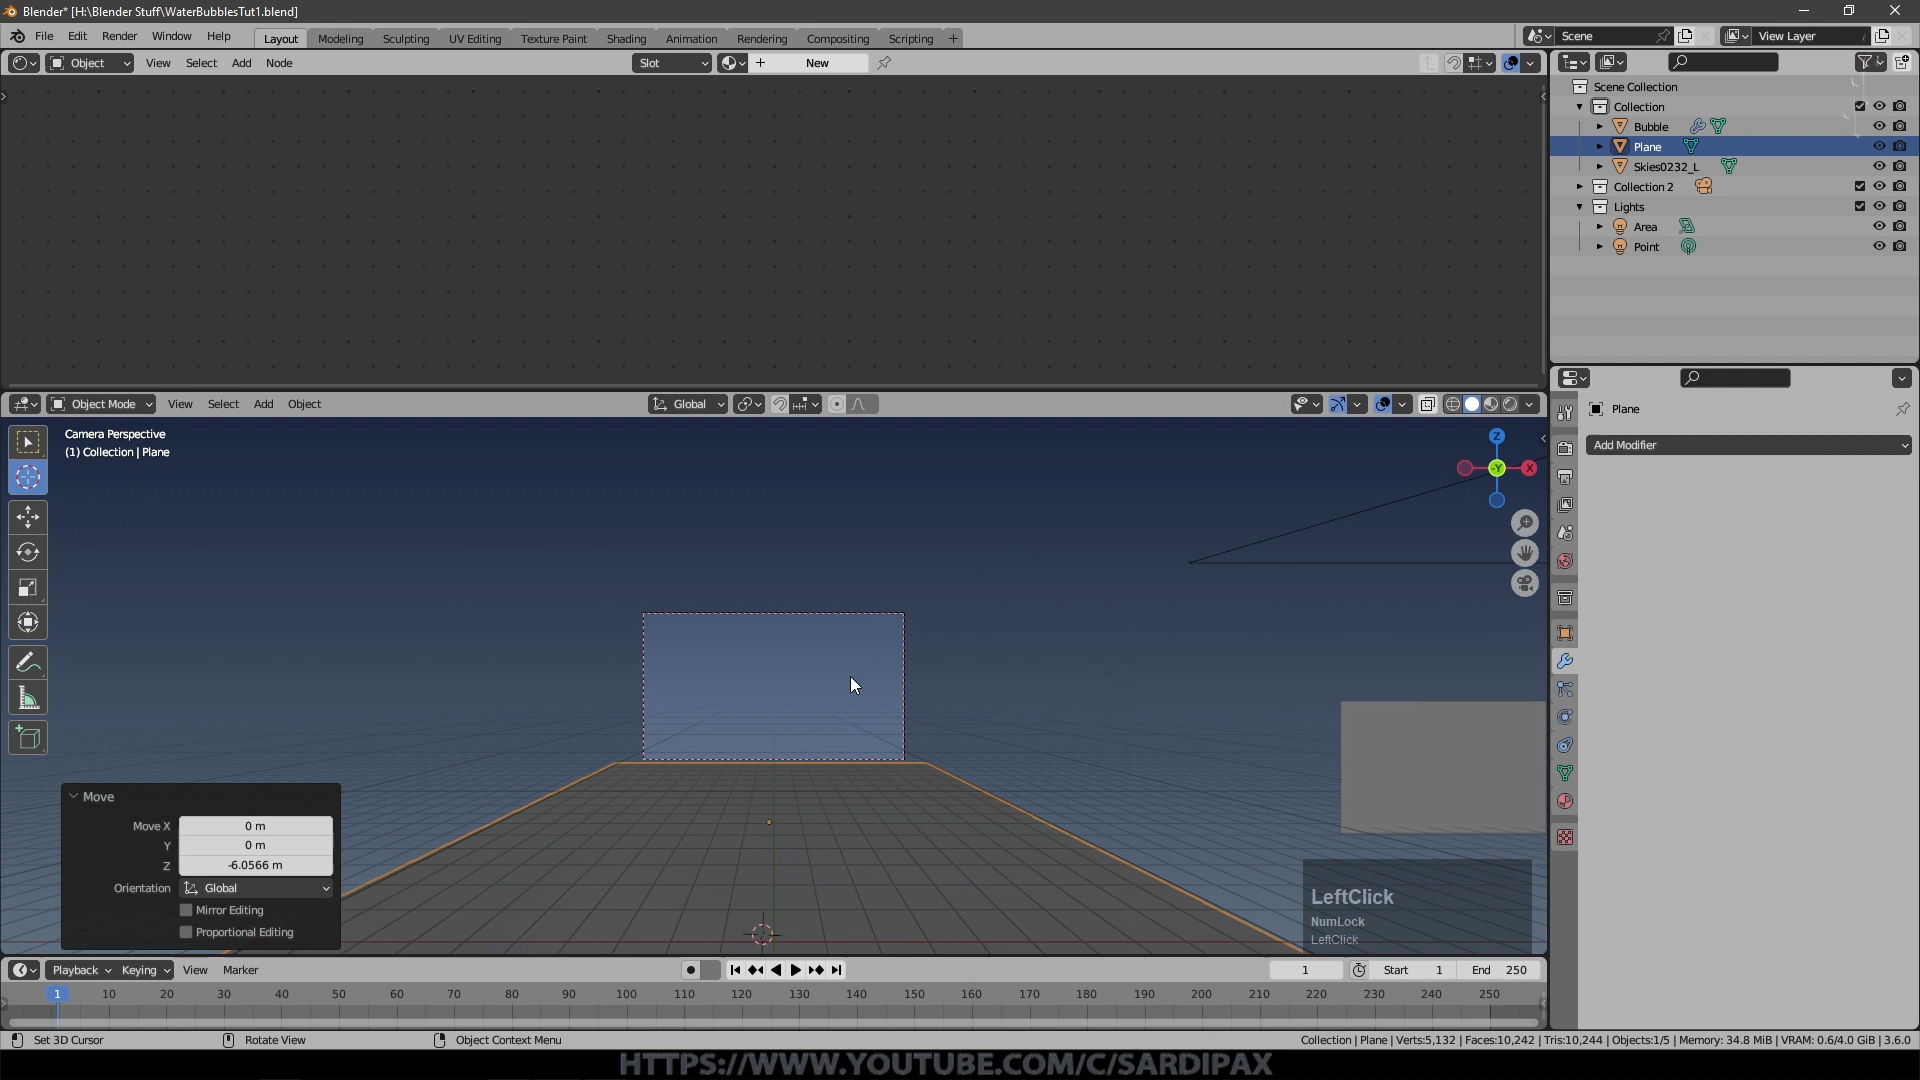 Blender* [H:\Blender Stuff\WaterBubblesTut1.blend]
File Edit Render Window Help Layout Modeling Sculpting UV Editing Texture Paint Shading Animation Rendering Compositing Scripting + Scene View Layer
Object View Select Add Node Slot + New
Scene Collection
Collection
Bubble
Plane
Skies0232_L
Collection 2
Lights
Area
Point
Object Mode View Select Add Object Global
Plane
Add Modifier
Camera Perspective
(1) Collection | Plane
Z
-Y
X
Move
Move X 0 m
Y 0 m
Z -6.0566 m
Orientation Global
Mirror Editing
Proportional Editing
LeftClick
NumLock
LeftClick
Playback Keying View Marker 1 Start 1 End 250
1 10 20 30 40 50 60 70 80 90 100 110 120 130 140 150 160 170 180 190 200 210 220 230 240 250
Set 3D Cursor Rotate View Object Context Menu Collection | Plane | Verts:5,132 | Faces:10,242 | Tris:10,244 | Objects:1/5 | Memory: 34.8 MiB | VRAM: 0.6/4.0 GiB | 3.6.0
HTTPS://WWW.YOUTUBE.COM/C/SARDIPAX